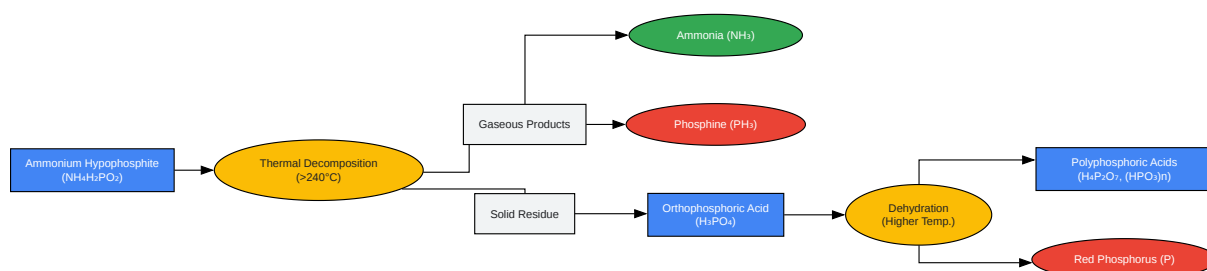 Ammonia (NH₃)
Gaseous Products
Phosphine (PH₃)
Ammonium Hypophosphite
(NH₄H₂PO₂)
Thermal Decomposition
(>240°C)
Solid Residue
Orthophosphoric Acid
(H₃PO₄)
Dehydration
(Higher Temp.)
Polyphosphoric Acids
(H₄P₂O₇, (HPO₃)n)
Red Phosphorus (P)